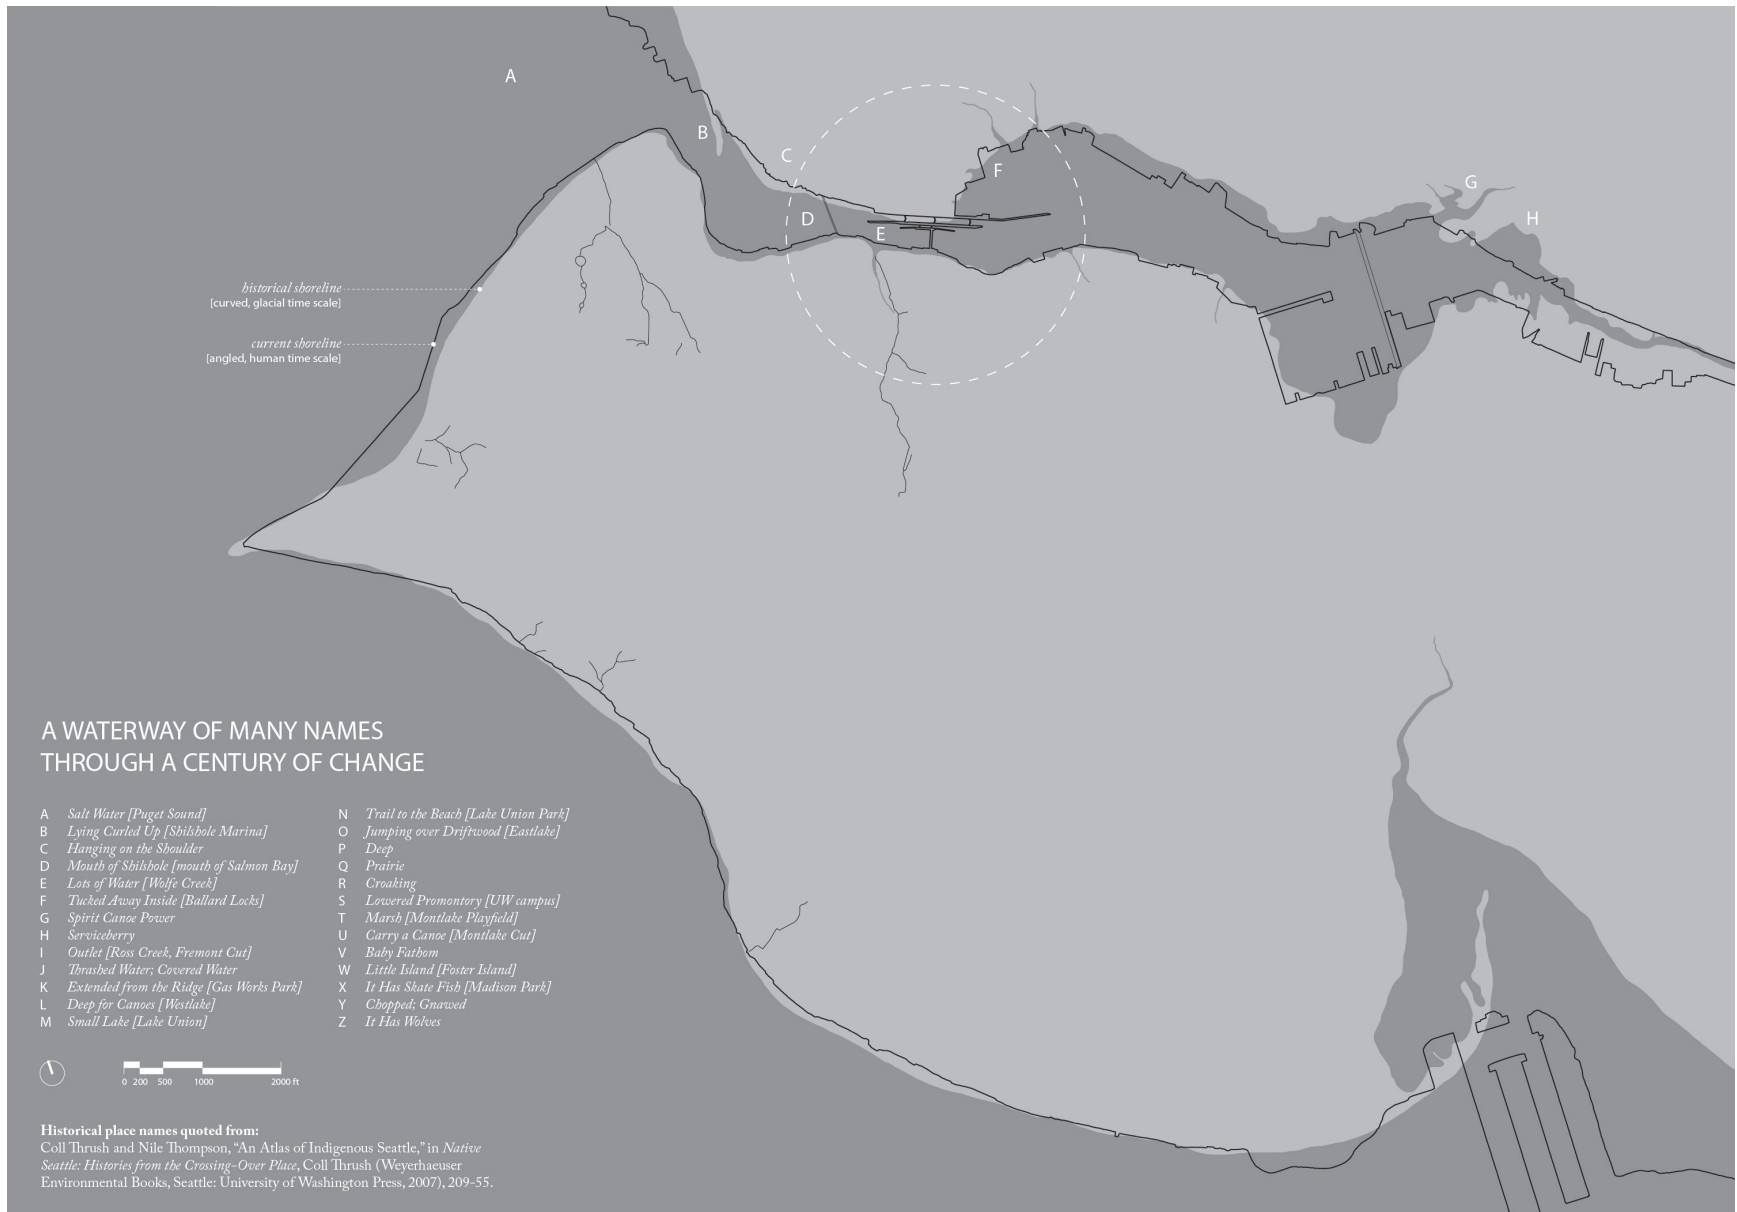 A
B
C
D
E
F
G
H
historical shoreline
[curved, glacial time scale]
current shoreline
[angled, human time scale]
A WATERWAY OF MANY NAMES
THROUGH A CENTURY OF CHANGE
A Salt Water [Puget Sound]
B Lying Curled Up [Shilshole Marina]
C Hanging on the Shoulder
D Mouth of Shilshole [mouth of Salmon Bay]
E Lots of Water [Wolfe Creek]
F Tucked Away Inside [Ballard Locks]
G Spirit Canoe Power
H Serviceberry
I Outlet [Ross Creek, Fremont Cut]
J Thrashed Water; Covered Water
K Extended from the Ridge [Gas Works Park]
L Deep for Canoes [Westlake]
M Small Lake [Lake Union]
N Trail to the Beach [Lake Union Park]
O Jumping over Driftwood [Eastlake]
P Deep
Q Prairie
R Croaking
S Lowered Promontory [UW campus]
T Marsh [Montlake Playfield]
U Carry a Canoe [Montlake Cut]
V Baby Fathom
W Little Island [Foster Island]
X It Has Skate Fish [Madison Park]
Y Chopped; Gnawed
Z It Has Wolves
0 200 500 1000 2000 ft
Historical place names quoted from:
Coll Thrush and Nile Thompson, “An Atlas of Indigenous Seattle,” in Native
Seattle: Histories from the Crossing-Over Place, Coll Thrush (Weyerhaeuser
Environmental Books, Seattle: University of Washington Press, 2007), 209-55.